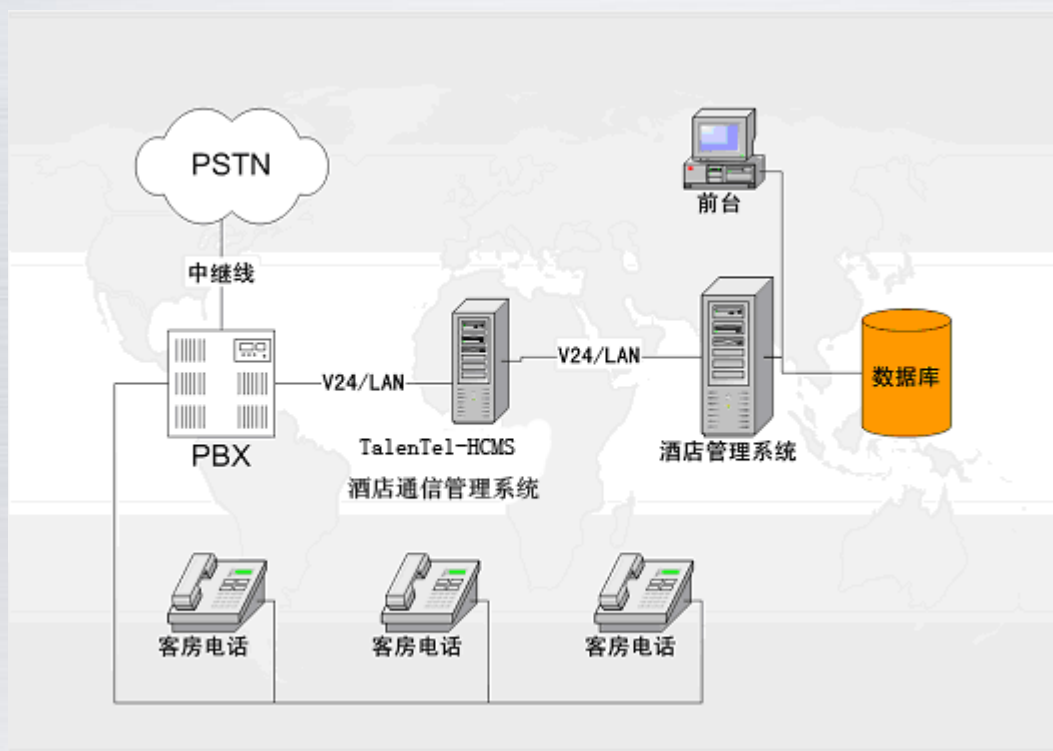 PSTN
前台
中继线
V24/LAN
V24/LAN
数据库
PBX
TalenTel-HCMS
酒店通信管理系统
酒店管理系统
客房电话
客房电话
客房电话